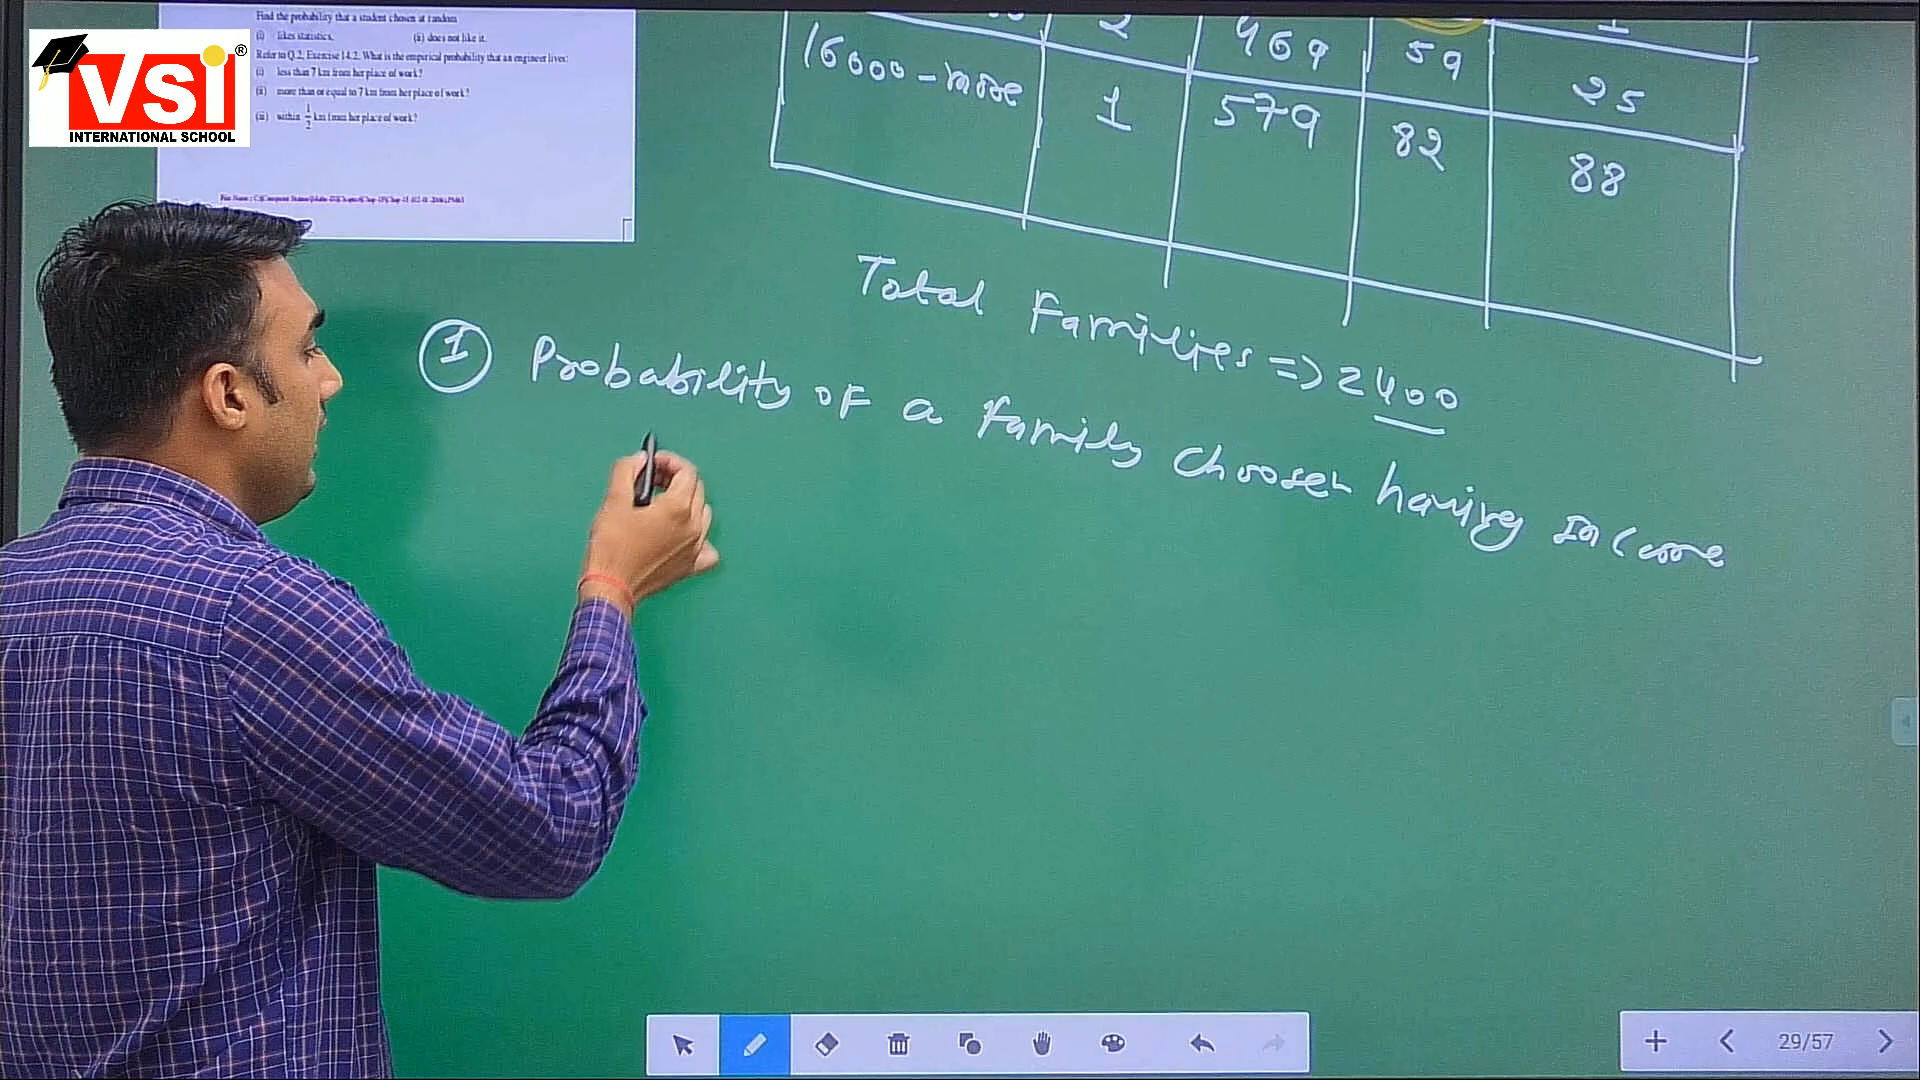 Find the probability that a student chosen at random
(i) likes statistics, (ii) does not like it.
Refer to Q.2, Exercise 14.2. What is the empirical probability that an engineer lives:
(i) less than 7 km from her place of work?
(ii) more than or equal to 7 km from her place of work?
(iii) within 1/2 km from her place of work?
VSI®
INTERNATIONAL SCHOOL
2 469 59 1
16000 - more 1 579 82 25
88
Total Families => 2400
1 Probability of a family choosen having Income
29/57